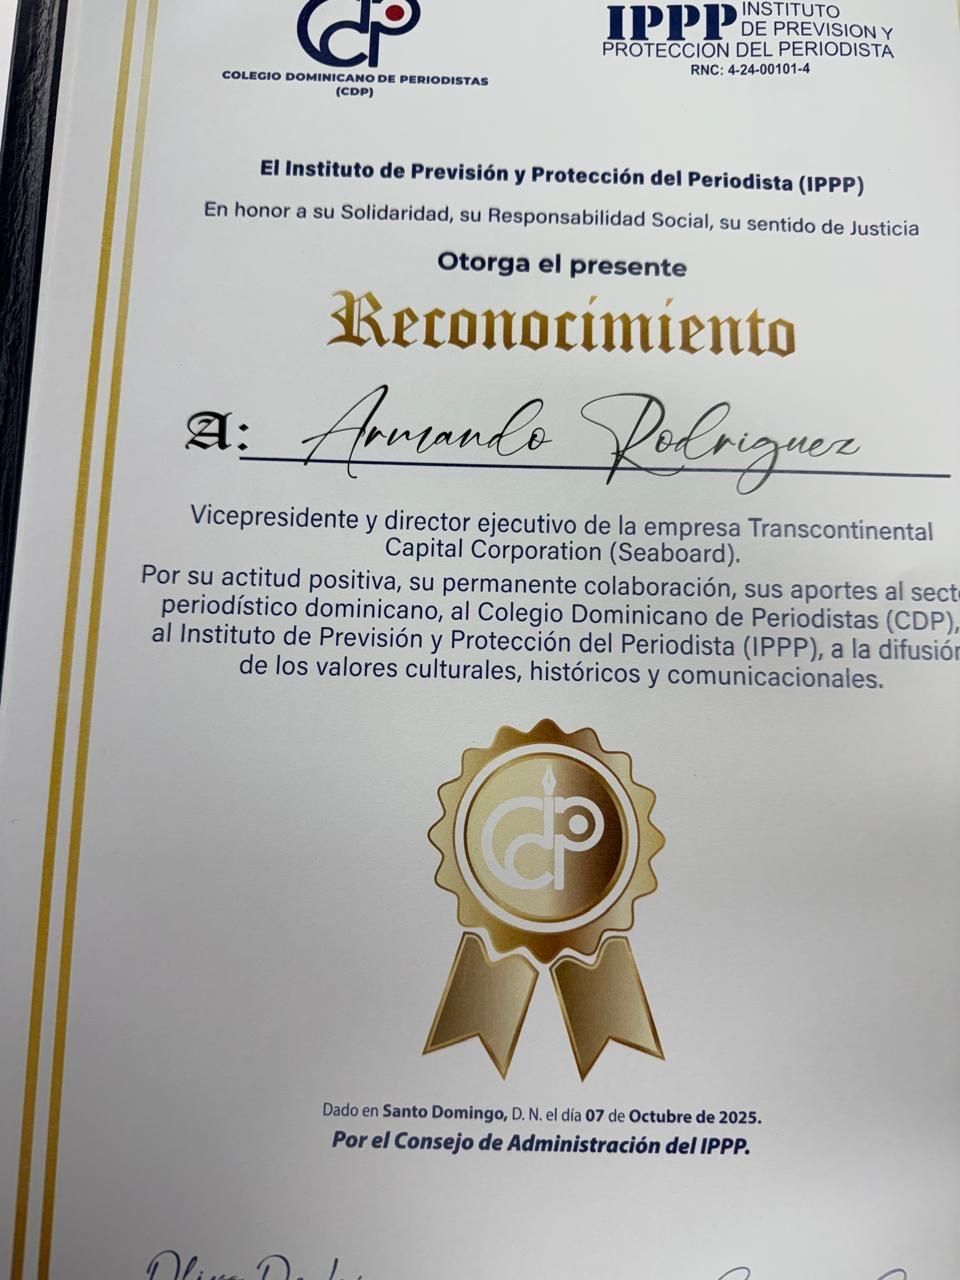 cdp
COLEGIO DOMINICANO DE PERIODISTAS
(CDP)
IPPP INSTITUTO
DE PREVISION Y
PROTECCION DEL PERIODISTA
RNC: 4-24-00101-4
El Instituto de Previsión y Protección del Periodista (IPPP)
En honor a su Solidaridad, su Responsabilidad Social, su sentido de Justicia
Otorga el presente
Reconocimiento
A: Armando Rodriguez
Vicepresidente y director ejecutivo de la empresa Transcontinental
Capital Corporation (Seaboard).
Por su actitud positiva, su permanente colaboración, sus aportes al sect
periodístico dominicano, al Colegio Dominicano de Periodistas (CDP),
al Instituto de Previsión y Protección del Periodista (IPPP), a la difusión
de los valores culturales, históricos y comunicacionales.
cdp
Dado en Santo Domingo, D. N. el día 07 de Octubre de 2025.
Por el Consejo de Administración del IPPP.